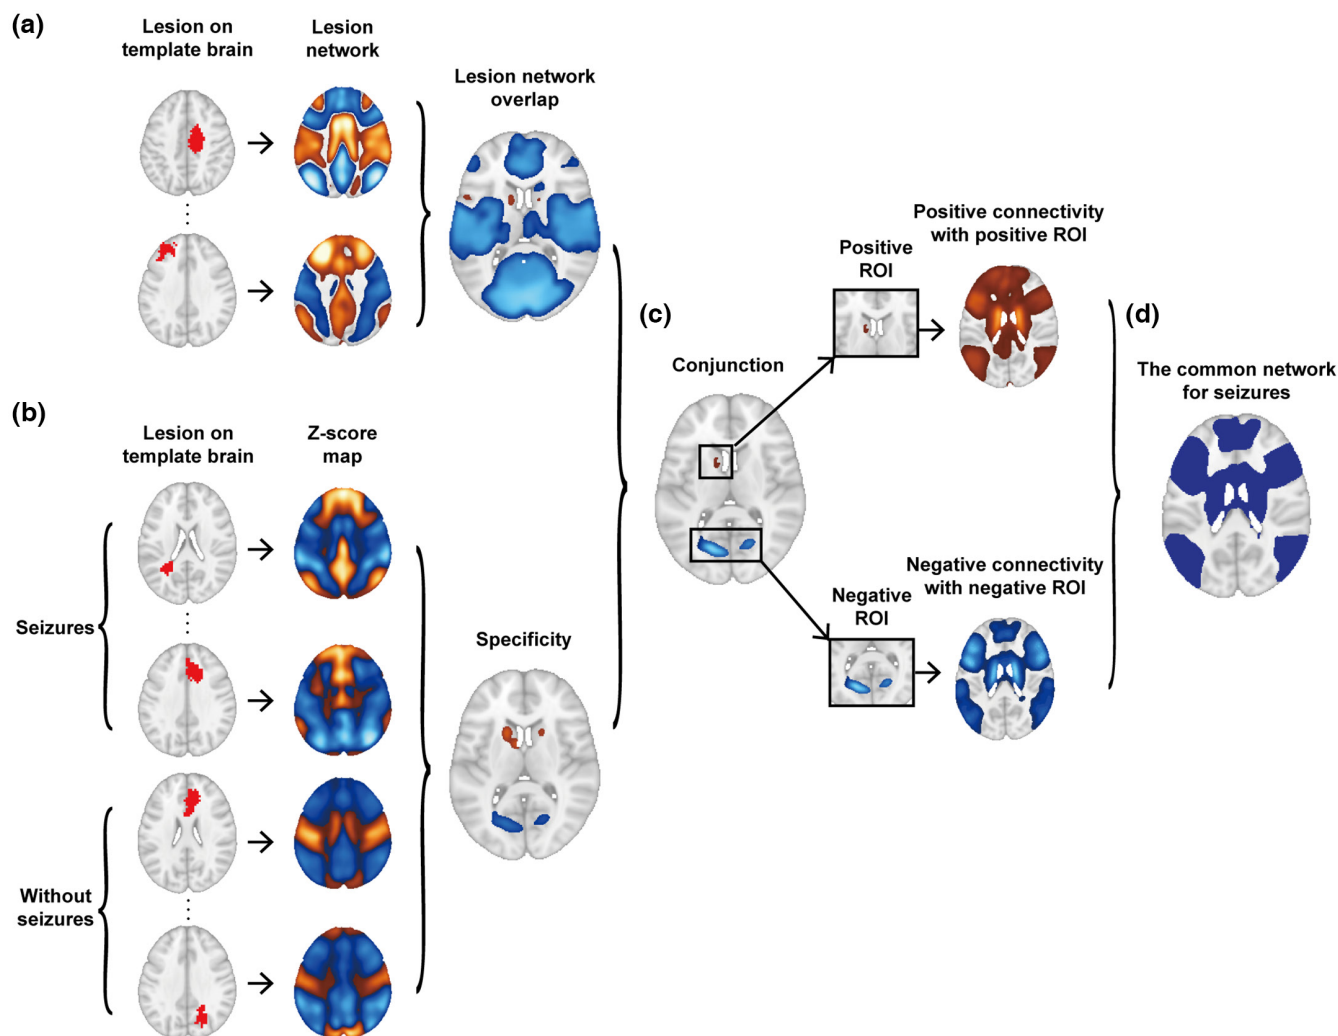 (a)
Lesion on
template brain
Lesion
network
Lesion network
overlap
(b)
Lesion on
template brain
Z-score
map
Seizures
Without
seizures
Specificity
(c)
Conjunction
Positive
ROI
Positive connectivity
with positive ROI
Negative
ROI
Negative connectivity
with negative ROI
(d)
The common network
for seizures